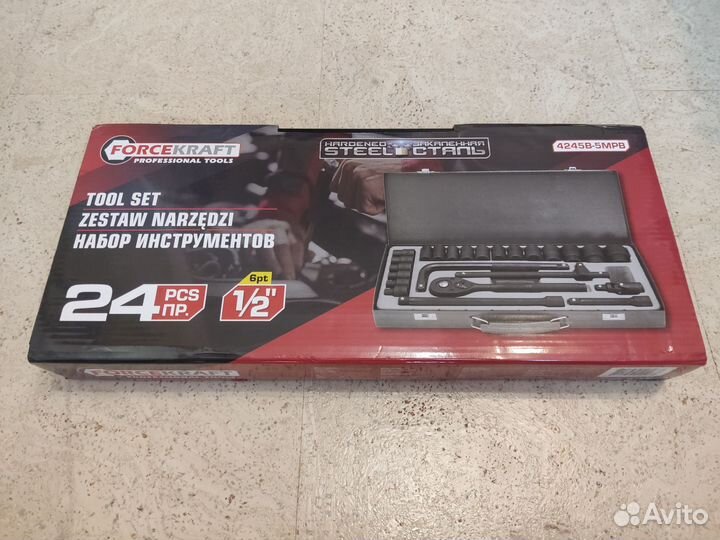 FORCEKRAFT
PROFESSIONAL TOOLS
HARDENED ЗАКАЛЕННАЯ
STEEL СТАЛЬ
4245B-5MPB
TOOL SET
ZESTAW NARZĘDZI
НАБОР ИНСТРУМЕНТОВ
24 PCS
ПР.
6pt
1/2"
FORCEKRAFT
Avito